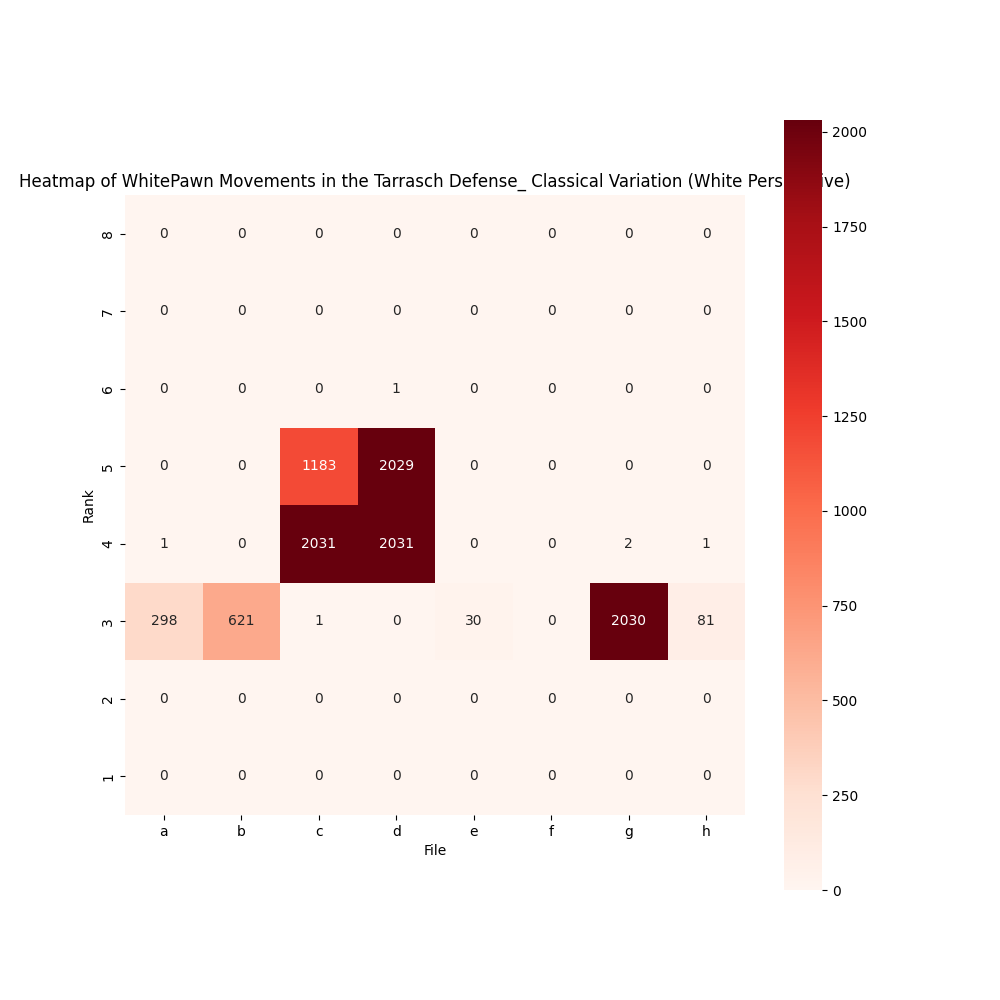 Heatmap of WhitePawn Movements in the Tarrasch Defense_ Classical Variation (White Pers ive)
2000
1750
1500
1250
1000
750
500
250
0
8 0 0 0 0 0 0 0 0
7 0 0 0 0 0 0 0 0
6 0 0 0 1 0 0 0 0
5 0 0 1183 2029 0 0 0 0
Rank
4 1 0 2031 2031 0 0 2 1
3 298 621 1 0 30 0 2030 81
2 0 0 0 0 0 0 0 0
1 0 0 0 0 0 0 0 0
a b c d e f g h
File